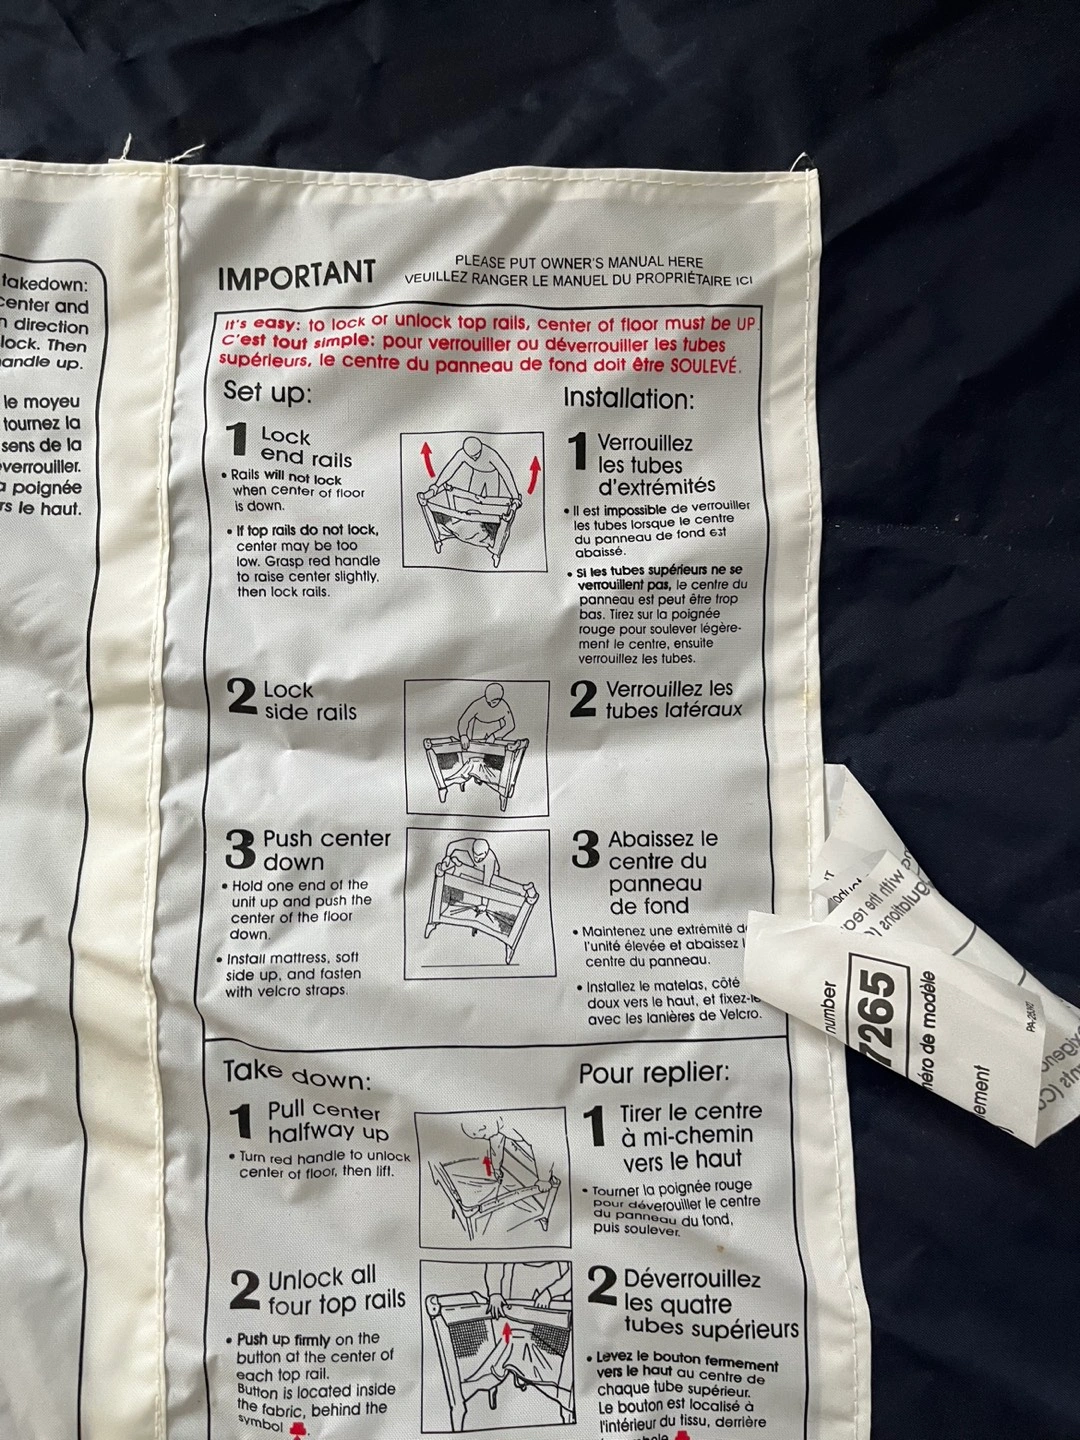 takedown:
center and
direction
lock. Then
handle up.
le moyeu
tournez la
sens de la
verrouiller.
poignée
le haut.
IMPORTANT
PLEASE PUT OWNER'S MANUAL HERE
VEUILLEZ RANGER LE MANUEL DU PROPRIÉTAIRE ICI
It's easy: to lock or unlock top rails, center of floor must be UP.
C'est tout simple: pour verrouiller ou déverrouiller les tubes
supérieurs, le centre du panneau de fond doit être SOULEVÉ.
Set up:
1 Lock
end rails
• Rails will not lock
when center of floor
is down.
• If top rails do not lock,
center may be too
low. Grasp red handle
to raise center slightly,
then lock rails.
Installation:
1 Verrouillez
les tubes
d'extrémités
• Il est impossible de verrouiller
les tubes lorsque le centre
du panneau de fond est
abaissé.
• Si les tubes supérieurs ne se
verrouillent pas, le centre du
panneau est peut être trop
bas. Tirez sur la poignée
rouge pour soulever légère-
ment le centre, ensuite
verrouillez les tubes.
2 Lock
side rails
2 Verrouillez les
tubes latéraux
3 Push center
down
• Hold one end of the
unit up and push the
center of the floor
down.
• Install mattress, soft
side up, and fasten
with velcro straps.
3 Abaissez le
centre du
panneau
de fond
• Maintenez une extrémité
l'unité élevée et abaissez
centre du panneau.
• Installez le matelas, côté
doux vers le haut, et fixez-le
avec les lanières de Velcro.
Take down:
1 Pull center
halfway up
• Turn red handle to unlock
center of floor, then lift.
Pour replier:
1 Tirer le centre
à mi-chemin
vers le haut
• Tourner la poignée rouge
pour déverouiller le centre
du panneau du fond,
puis soulever.
2 Unlock all
four top rails
• Push up firmly on the
button at the center of
each top rail.
Button is located inside
the fabric, behind the
symbol
2 Déverrouillez
les quatre
tubes supérieurs
• Levez le bouton fermement
vers le haut au centre de
chaque tube supérieur.
Le bouton est localisé à
l'intérieur du tissu, derrière
number
7265
méro de modèle